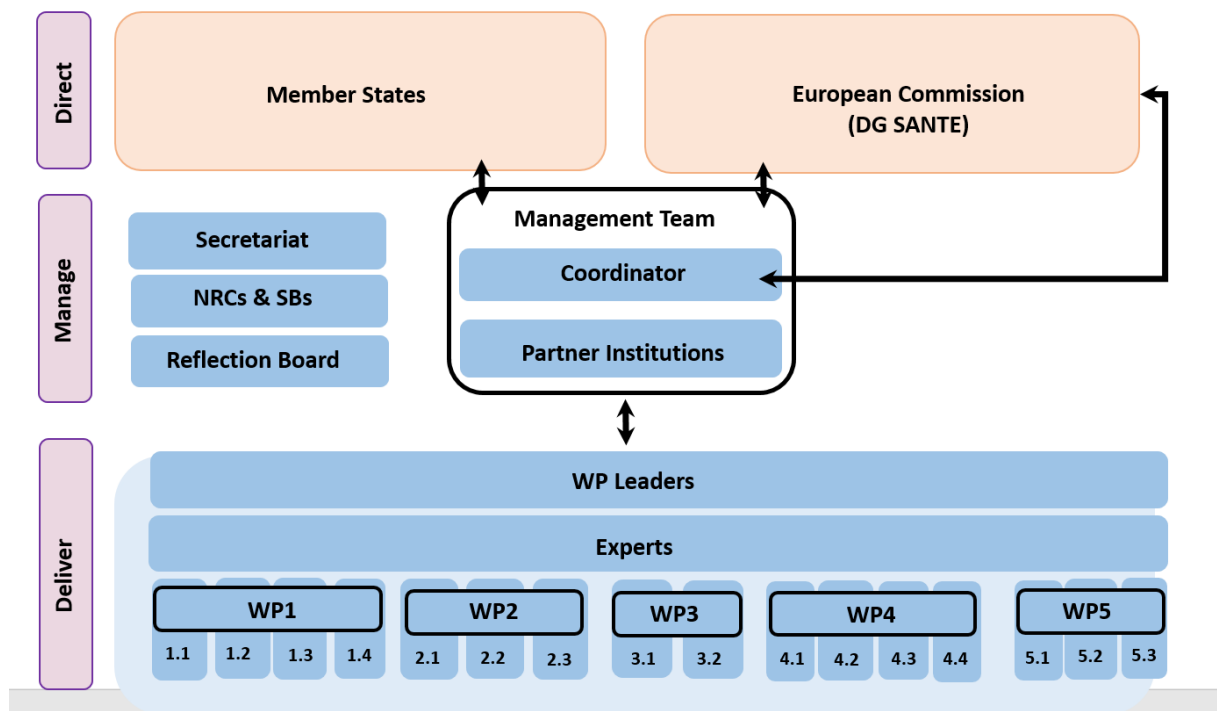 Direct
Member States
European Commission
(DG SANTE)
Manage
Secretariat
NRCs & SBs
Reflection Board
Management Team
Coordinator
Partner Institutions
Deliver
WP Leaders
Experts
WP1
1.1
1.2
1.3
1.4
WP2
2.1
2.2
2.3
WP3
3.1
3.2
WP4
4.1
4.2
4.3
4.4
WP5
5.1
5.2
5.3